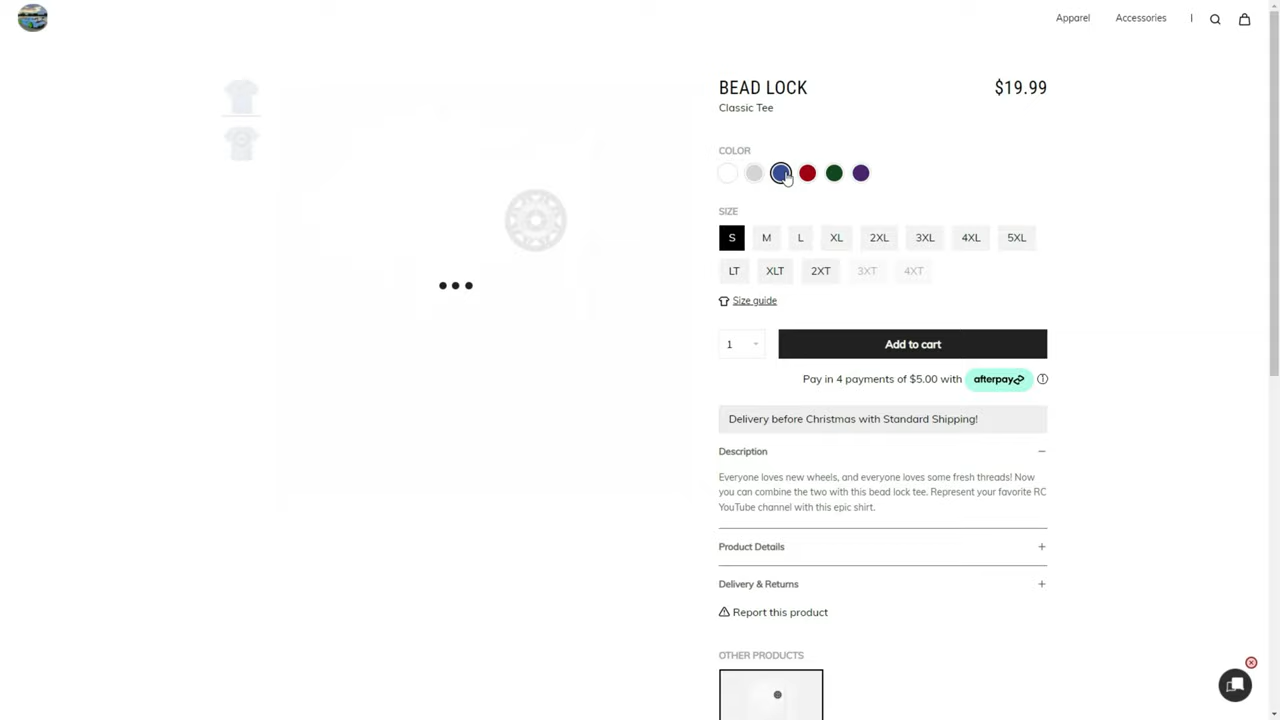 Apparel
Accessories
BEAD LOCK
$19.99
Classic Tee
COLOR
SIZE
S
M
L
XL
2XL
3XL
4XL
5XL
LT
XLT
2XT
3XT
4XT
Size guide
1
Add to cart
Pay in 4 payments of $5.00 with afterpay
Delivery before Christmas with Standard Shipping!
Description
Everyone loves new wheels, and everyone loves some fresh threads! Now
you can combine the two with this bead lock tee. Represent your favorite RC
YouTube channel with this epic shirt.
Product Details
Delivery & Returns
Report this product
OTHER PRODUCTS